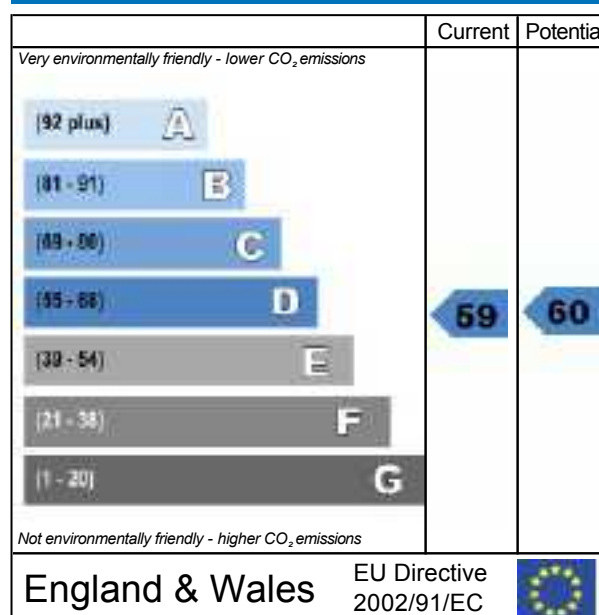 Current Potentia
Very environmentally friendly - lower CO₂ emissions
(92 plus) A
(81 - 91) B
(69 - 80) C
(55 - 68) D
59 60
(39 - 54) E
(21 - 38) F
(1 - 20) G
Not environmentally friendly - higher CO₂ emissions
England & Wales
EU Directive
2002/91/EC